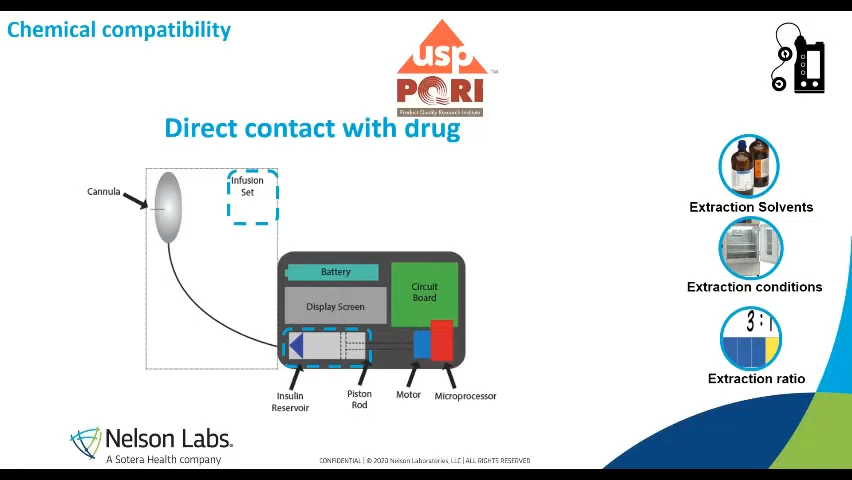 Chemical compatibility
usp
™
PQRI
Product Quality Research Institute
Direct contact with drug
Infusion
Set
Cannula
Extraction Solvents
Battery
Circuit
Board
Display Screen
Extraction conditions
3:1
Extraction ratio
Insulin
Reservoir
Piston
Rod
Motor
Microprocessor
Nelson Labs®
A Sotera Health company
CONFIDENTIAL | © 2020 Nelson Laboratories, LLC | ALL RIGHTS RESERVED